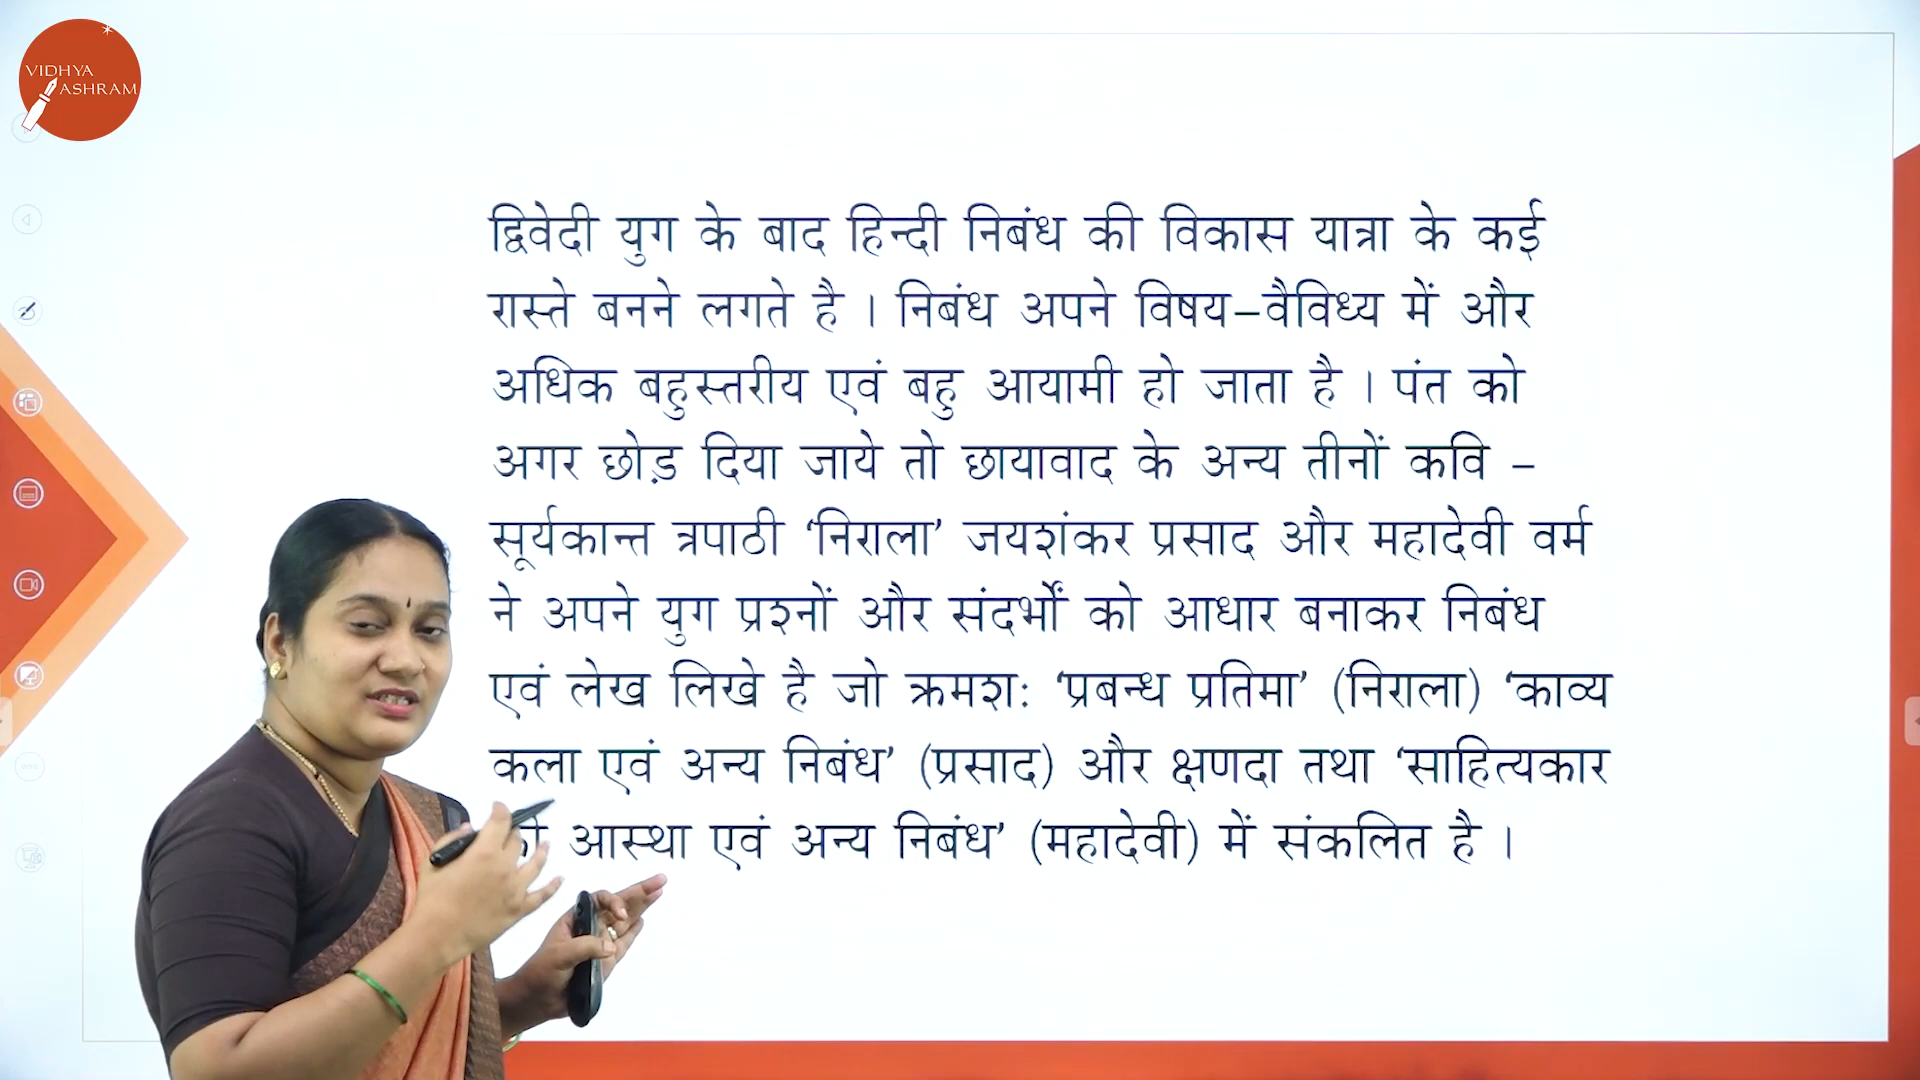 VIDHYA
ASHRAM
द्विवेदी युग के बाद हिन्दी निबंध की विकास यात्रा के कई
रास्ते बनने लगते है । निबंध अपने विषय–वैविध्य में और
अधिक बहुस्तरीय एवं बहु आयामी हो जाता है । पंत को
अगर छोड़ दिया जाये तो छायावाद के अन्य तीनों कवि –
सूर्यकान्त त्रपाठी ‘निराला’ जयशंकर प्रसाद और महादेवी वर्म
ने अपने युग प्रश्नों और संदर्भों को आधार बनाकर निबंध
एवं लेख लिखे है जो क्रमशः ‘प्रबन्ध प्रतिमा’ (निराला) ‘काव्य
कला एवं अन्य निबंध’ (प्रसाद) और क्षणदा तथा ‘साहित्यकार
आस्था एवं अन्य निबंध’ (महादेवी) में संकलित है ।